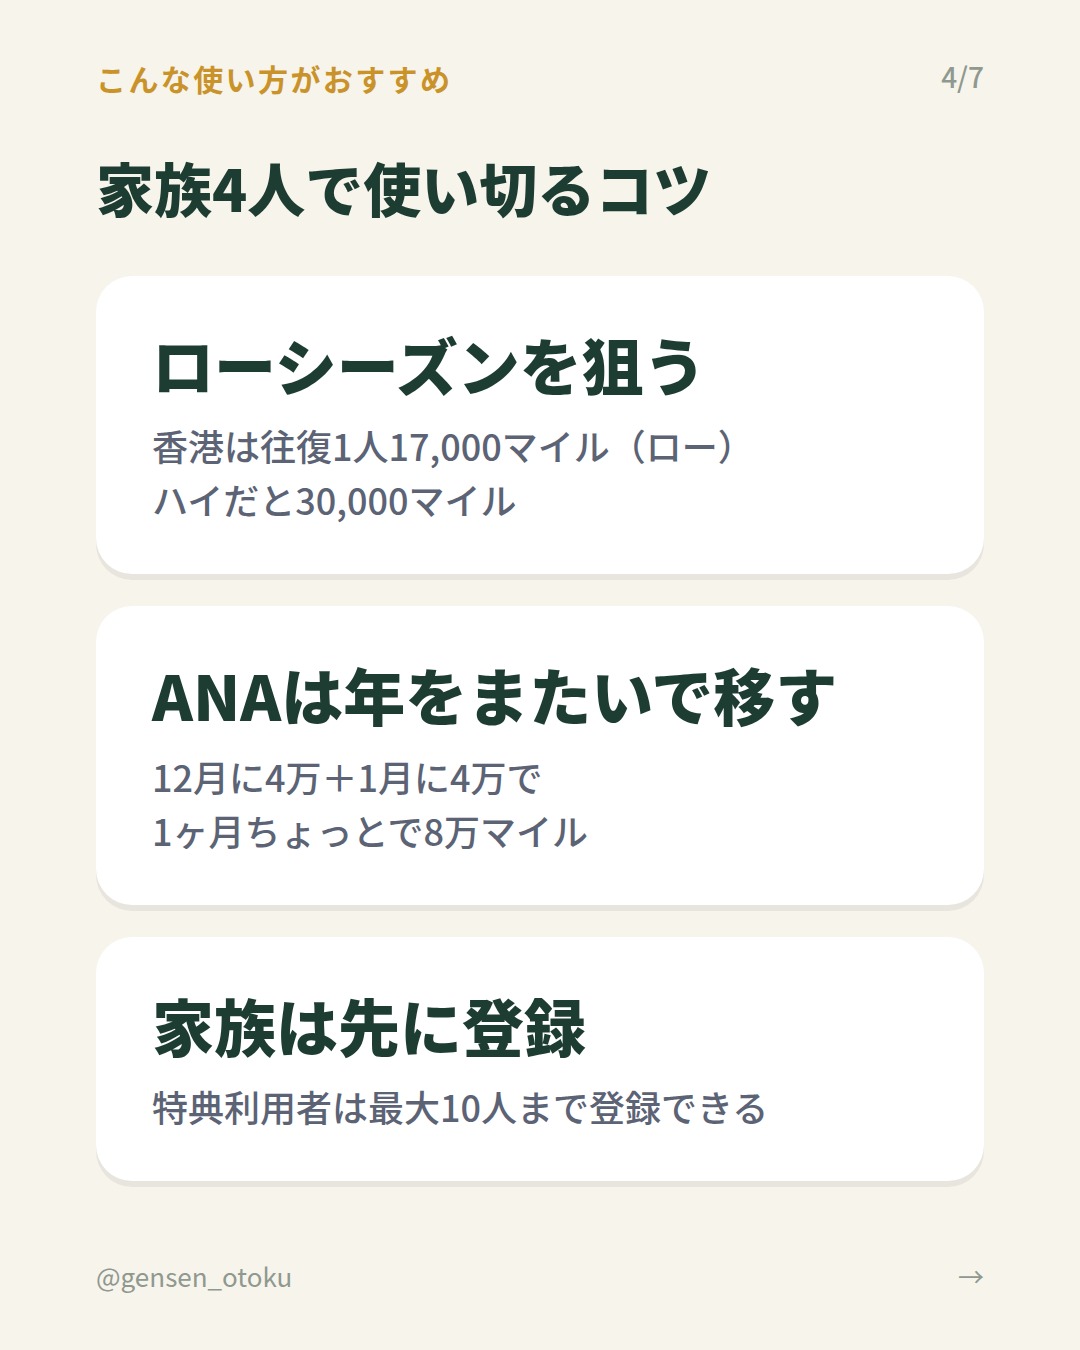 こんな使い方がおすすめ
4/7
家族4人で使い切るコツ
ローシーズンを狙う
香港は往復1人17,000マイル（ロー）
ハイだと30,000マイル
ANAは年をまたいで移す
12月に4万＋1月に4万で
1ヶ月ちょっとで8万マイル
家族は先に登録
特典利用者は最大10人まで登録できる
@gensen_otoku
→